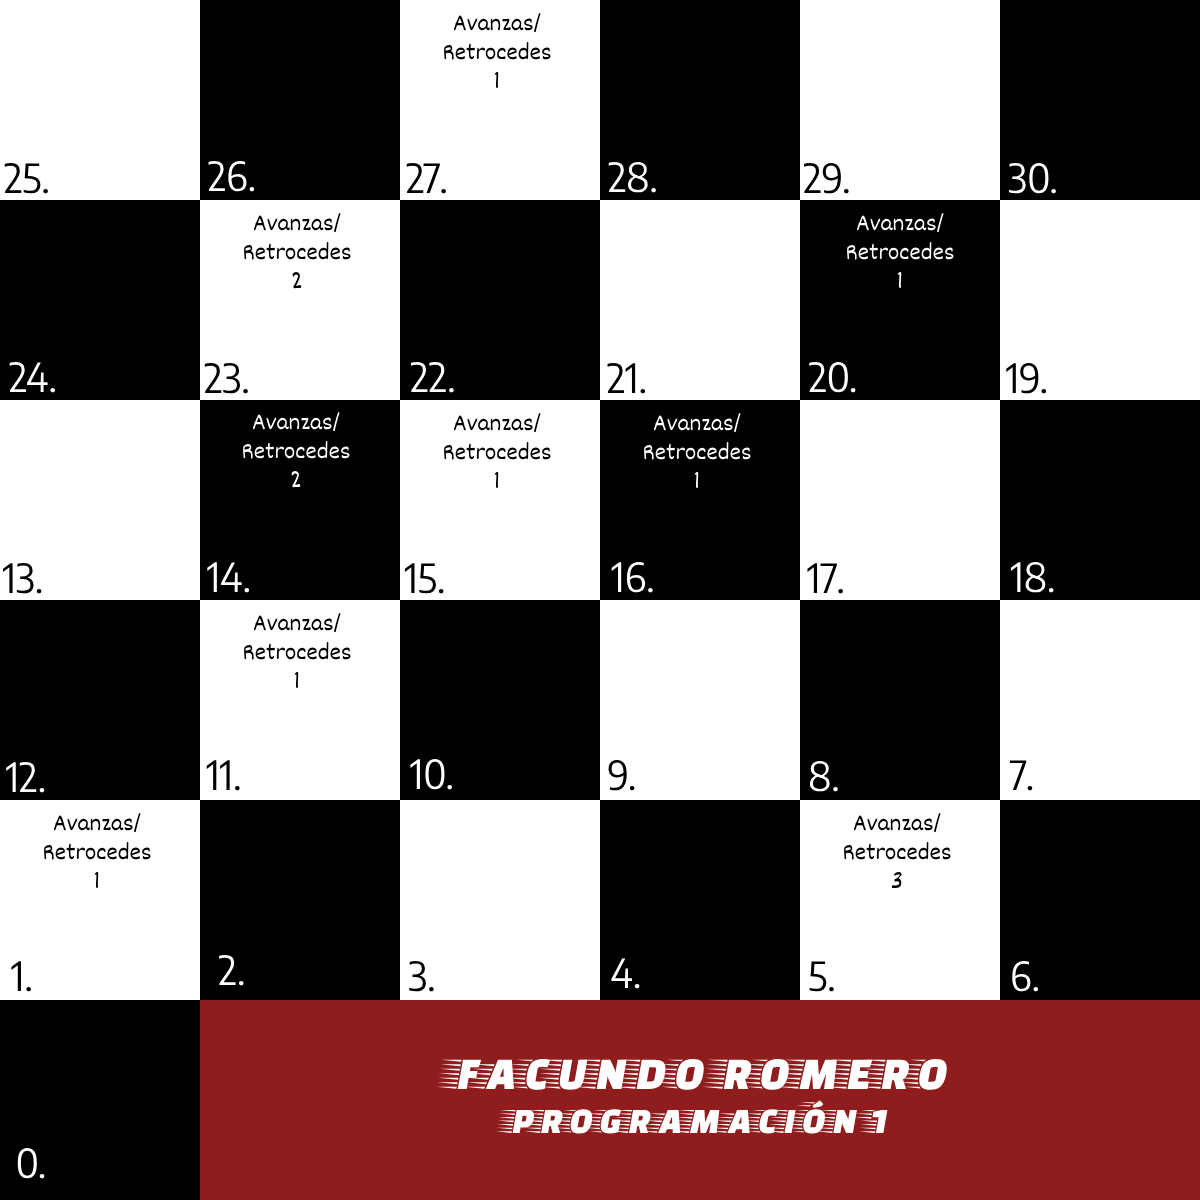 Avanzas/
Retrocedes
1
25.
26.
27.
28.
29.
30.
Avanzas/
Retrocedes
2
Avanzas/
Retrocedes
1
24.
23.
22.
21.
20.
19.
Avanzas/
Retrocedes
2
Avanzas/
Retrocedes
1
Avanzas/
Retrocedes
1
13.
14.
15.
16.
17.
18.
Avanzas/
Retrocedes
1
12.
11.
10.
9.
8.
7.
Avanzas/
Retrocedes
1
Avanzas/
Retrocedes
3
1.
2.
3.
4.
5.
6.
0.
FACUNDO ROMERO
PROGRAMACIÓN 1